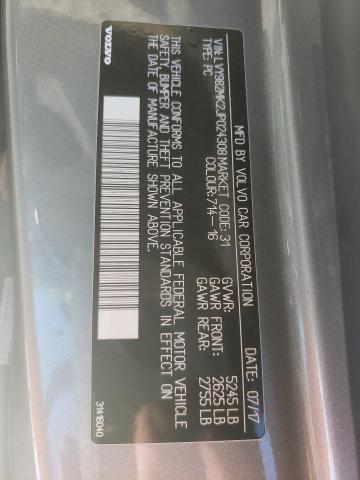 MFD BY VOLVO CAR CORPORATION DATE: 07/17
GVWR: 5245 LB
GAWR FRONT: 2625 LB
GAWR REAR: 2755 LB
VIN: LVY982MK2JP024308 MARKET CODE: 31
TYPE: PC COLOUR: 714--16
THIS VEHICLE CONFORMS TO ALL APPLICABLE FEDERAL MOTOR VEHICLE
SAFETY BUMPER AND THEFT PREVENTION STANDARDS IN EFFECT ON
THE DATE OF MANUFACTURE SHOWN ABOVE.
VOLVO
31416040